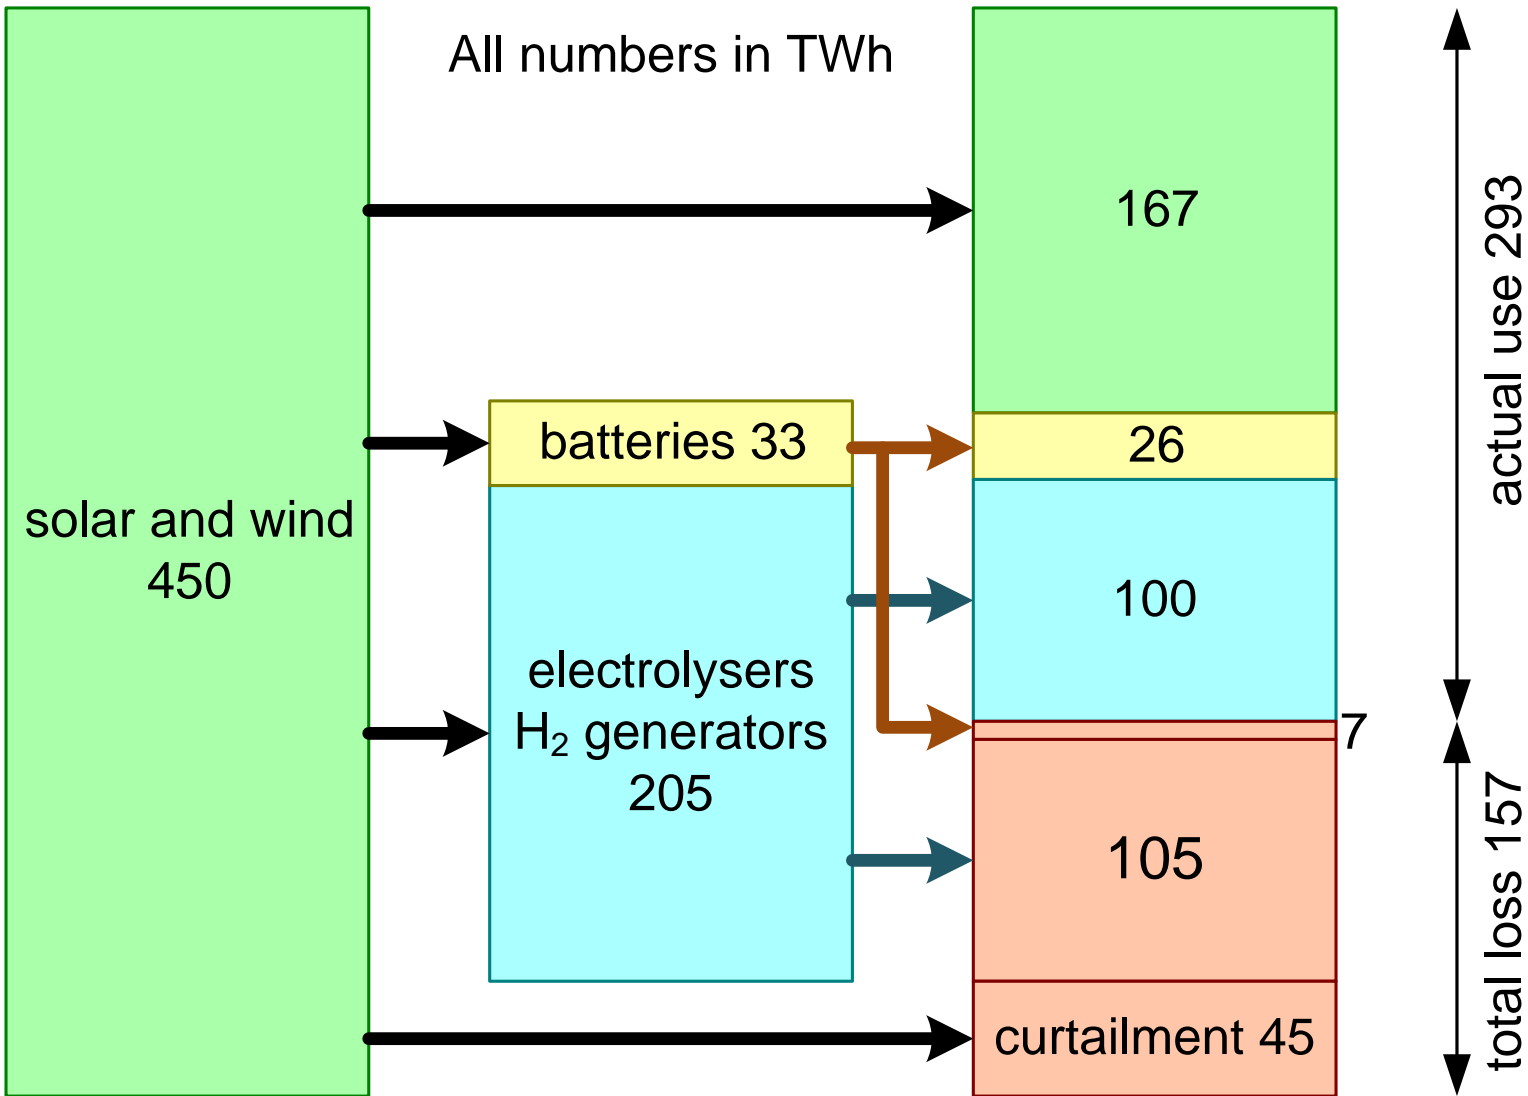 All numbers in TWh
solar and wind
450
batteries 33
electrolysers
H₂ generators
205
167
26
100
7
105
curtailment 45
actual use 293
total loss 157